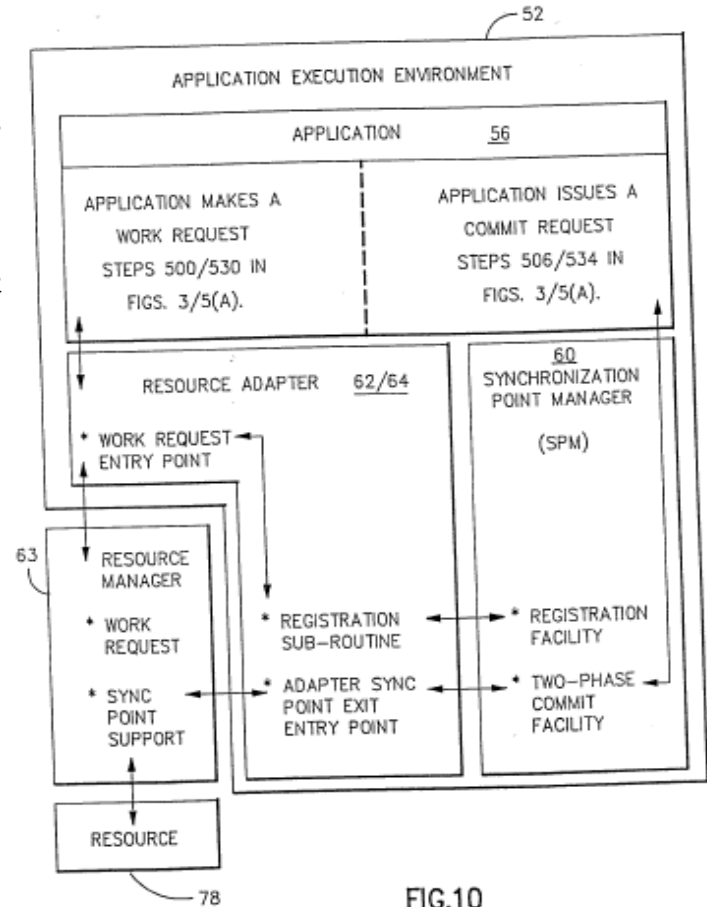 52
APPLICATION EXECUTION ENVIRONMENT
APPLICATION 56
APPLICATION MAKES A
WORK REQUEST
STEPS 500/530 IN
FIGS. 3/5(A).
APPLICATION ISSUES A
COMMIT REQUEST
STEPS 506/534 IN
FIGS. 3/5(A).
RESOURCE ADAPTER 62/64
* WORK REQUEST
ENTRY POINT
60
SYNCHRONIZATION
POINT MANAGER
(SPM)
63
RESOURCE
MANAGER
* WORK
REQUEST
* SYNC
POINT
SUPPORT
* REGISTRATION
SUB-ROUTINE
* ADAPTER SYNC
POINT EXIT
ENTRY POINT
* REGISTRATION
FACILITY
* TWO-PHASE
COMMIT
FACILITY
RESOURCE
78
FIG.10